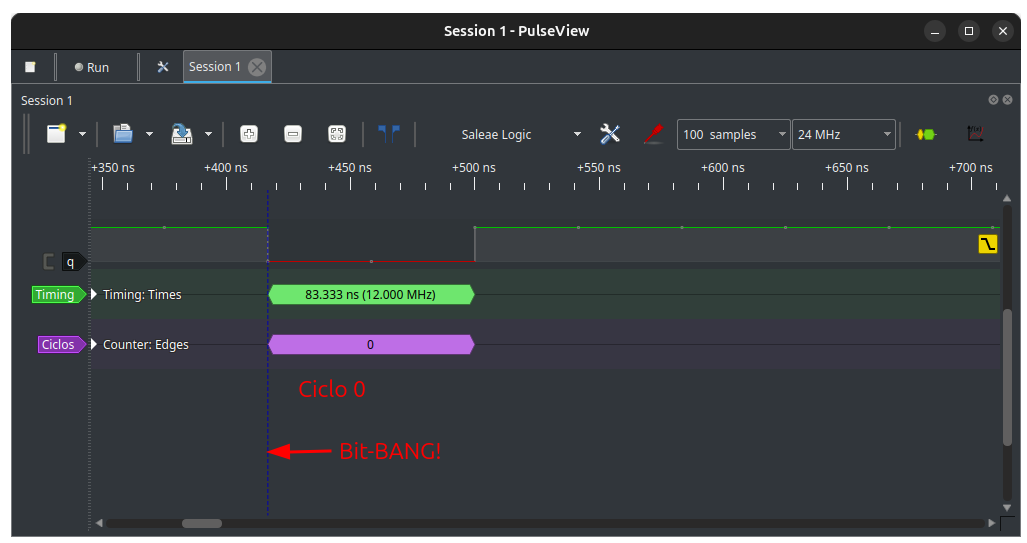 Session 1 - PulseView
Run
Session 1
Session 1
Saleae Logic
100 samples
24 MHz
+350 ns +400 ns +450 ns +500 ns +550 ns +600 ns +650 ns +700 ns
q
Timing Timing: Times 83.333 ns (12.000 MHz)
Ciclos Counter: Edges 0
Ciclo 0
Bit-BANG!